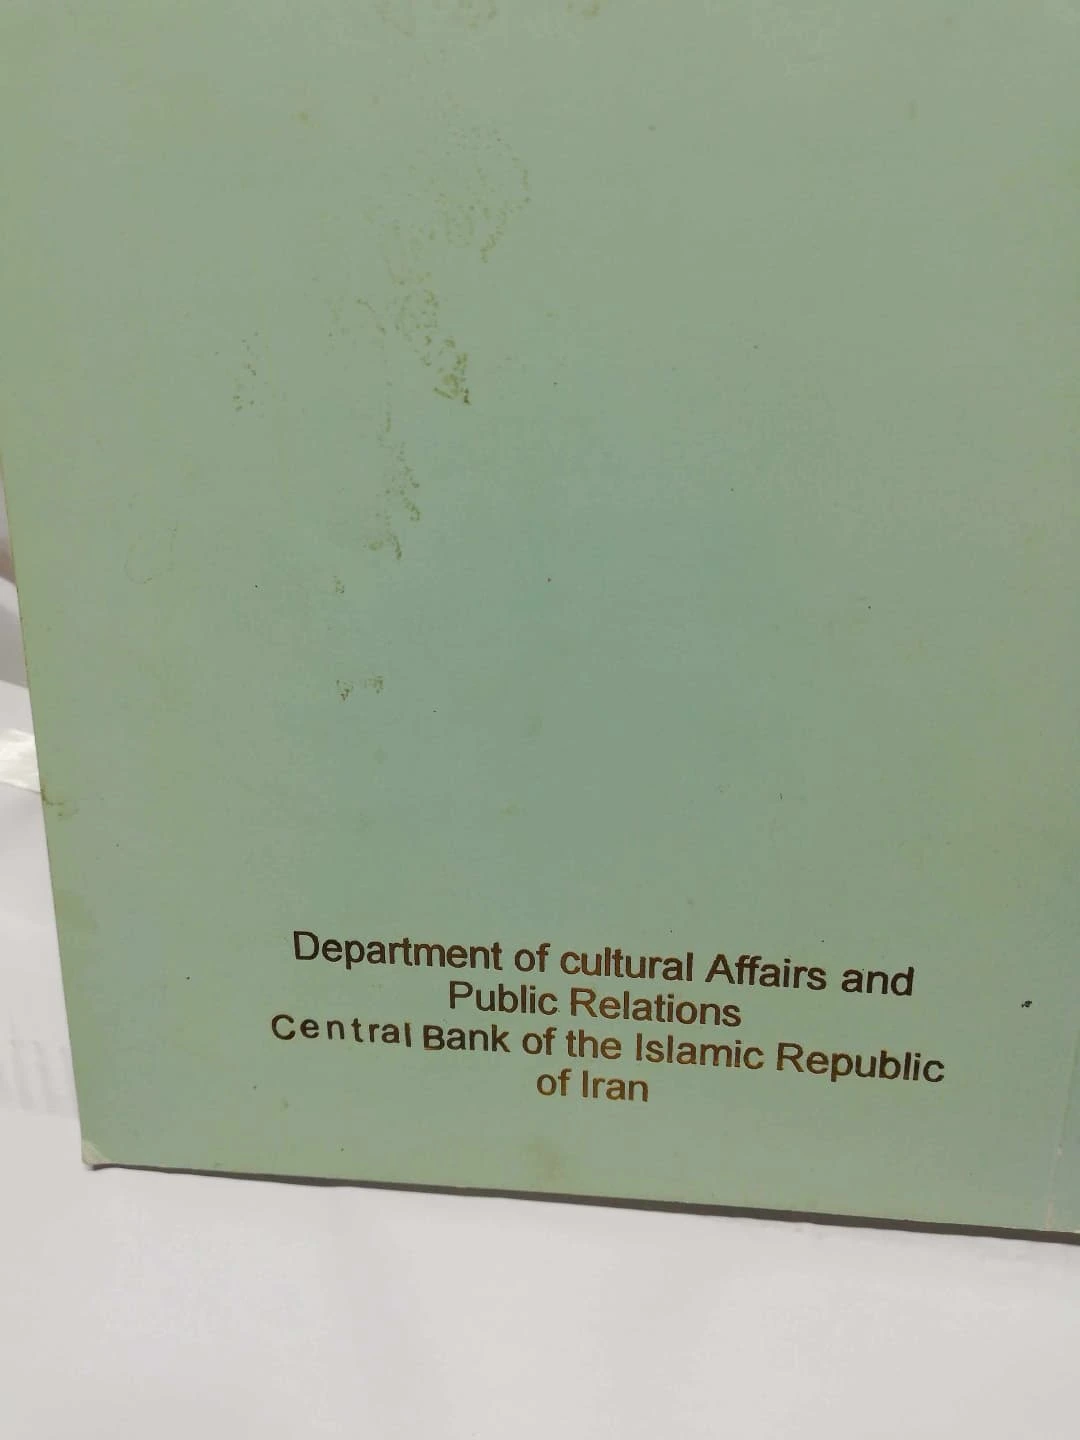 Department of cultural Affairs and
Public Relations
Central Bank of the Islamic Republic
of Iran